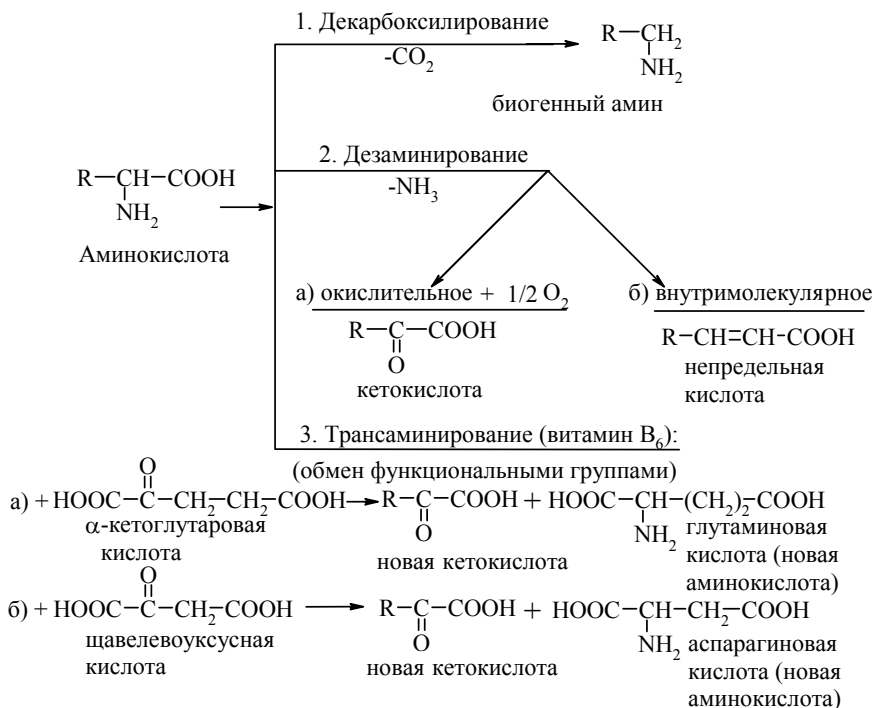 1. Декарбоксилирование
-CO₂
R—CH₂
NH₂
биогенный амин
2. Дезаминирование
-NH₃
R—CH—COOH
NH₂
Аминокислота
а) окислительное + 1/2 O₂
R—C—COOH
O
кетокислота
б) внутримолекулярное
R—CH=CH-COOH
непредельная
кислота
3. Трансаминирование (витамин B₆):
(обмен функциональными группами)
O
а) + HOOC—C—CH₂—CH₂COOH → R—C—COOH + HOOC—CH—(CH₂)₂—COOH
O
NH₂
α-кетоглутаровая
кислота
новая кетокислота
глутаминовая
кислота (новая
аминокислота)
O
б) + HOOC—C—CH₂—COOH → R—C—COOH + HOOC—CH—CH₂—COOH
O
NH₂
щавелевоуксусная
кислота
новая кетокислота
аспарагиновая
кислота (новая
аминокислота)